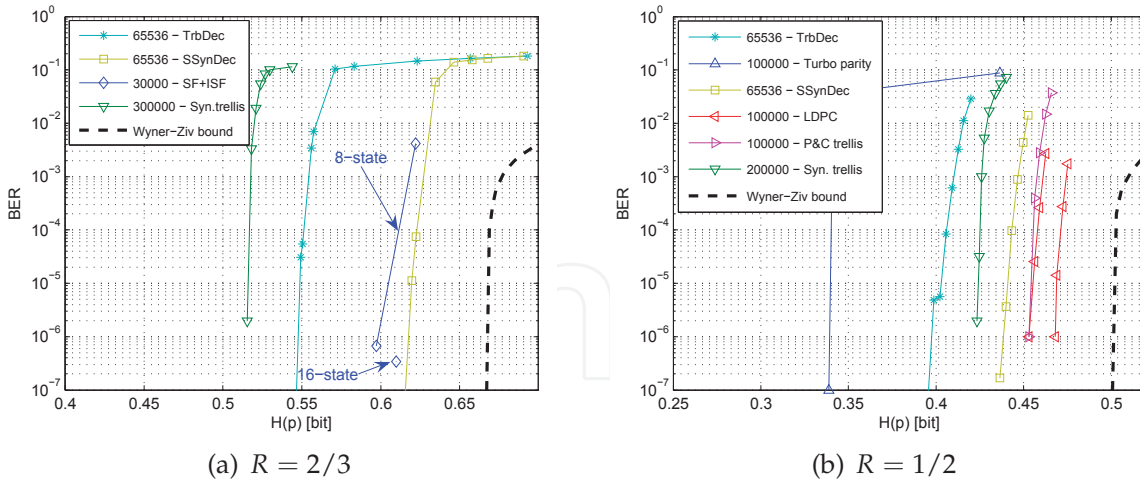 10^0
10^-1
10^-2
10^-3
10^-4
10^-5
10^-6
10^-7
BER
65536 − TrbDec
65536 − SSynDec
30000 − SF+ISF
300000 − Syn.trellis
Wyner−Ziv bound
8−state
16−state
0.4 0.45 0.5 0.55 0.6 0.65
H(p) [bit]
(a) R = 2/3
10^0
10^-1
10^-2
10^-3
10^-4
10^-5
10^-6
10^-7
BER
65536 − TrbDec
100000 − Turbo parity
65536 − SSynDec
100000 − LDPC
100000 − P&C trellis
200000 − Syn. trellis
Wyner−Ziv bound
0.25 0.3 0.35 0.4 0.45 0.5
H(p) [bit]
(b) R = 1/2